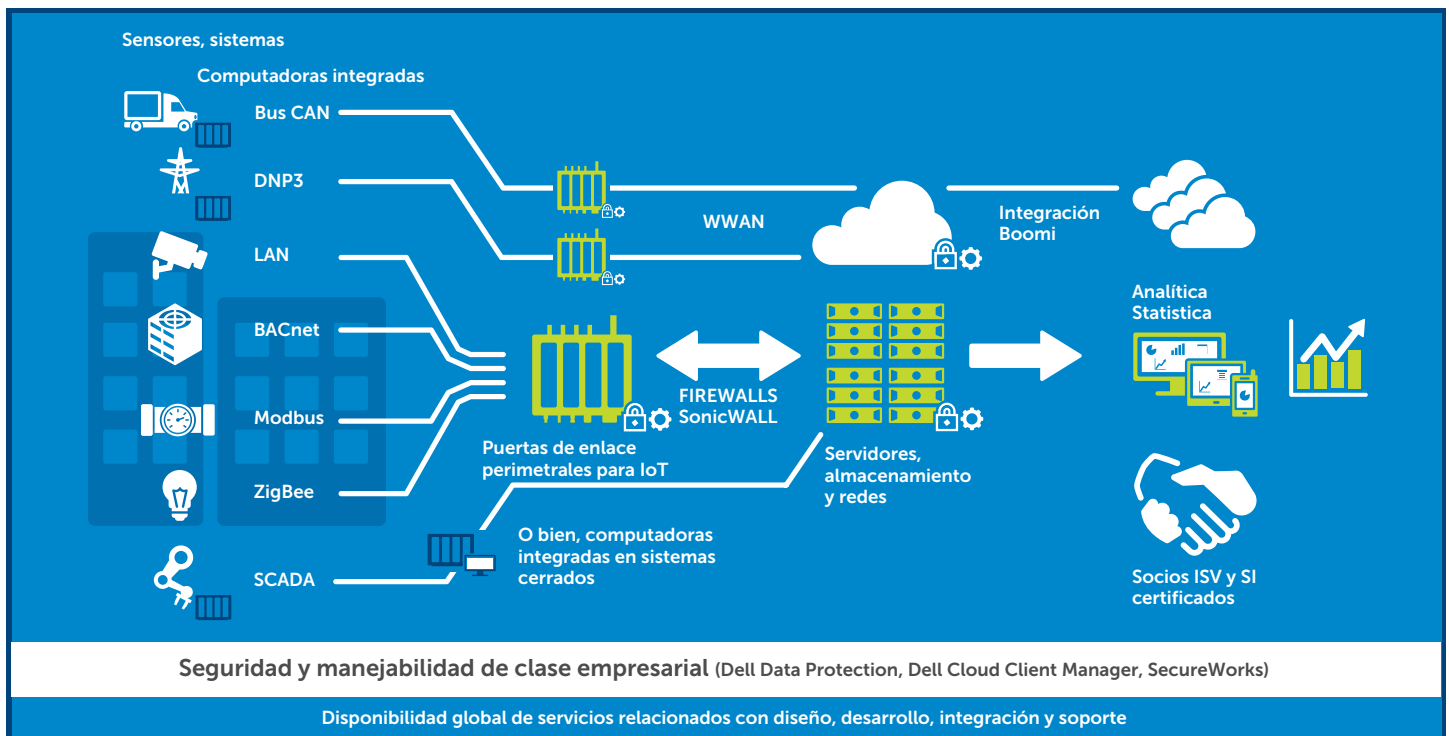 Sensores, sistemas
Computadoras integradas
Bus CAN
DNP3
WWAN
Integración
Boomi
LAN
BACnet
Modbus
ZigBee
SCADA
FIREWALLS
SonicWALL
Puertas de enlace
perimetrales para IoT
Servidores,
almacenamiento
y redes
O bien, computadoras
integradas en sistemas
cerrados
Analítica
Statistica
Socios ISV y SI
certificados
Seguridad y manejabilidad de clase empresarial (Dell Data Protection, Dell Cloud Client Manager, SecureWorks)
Disponibilidad global de servicios relacionados con diseño, desarrollo, integración y soporte